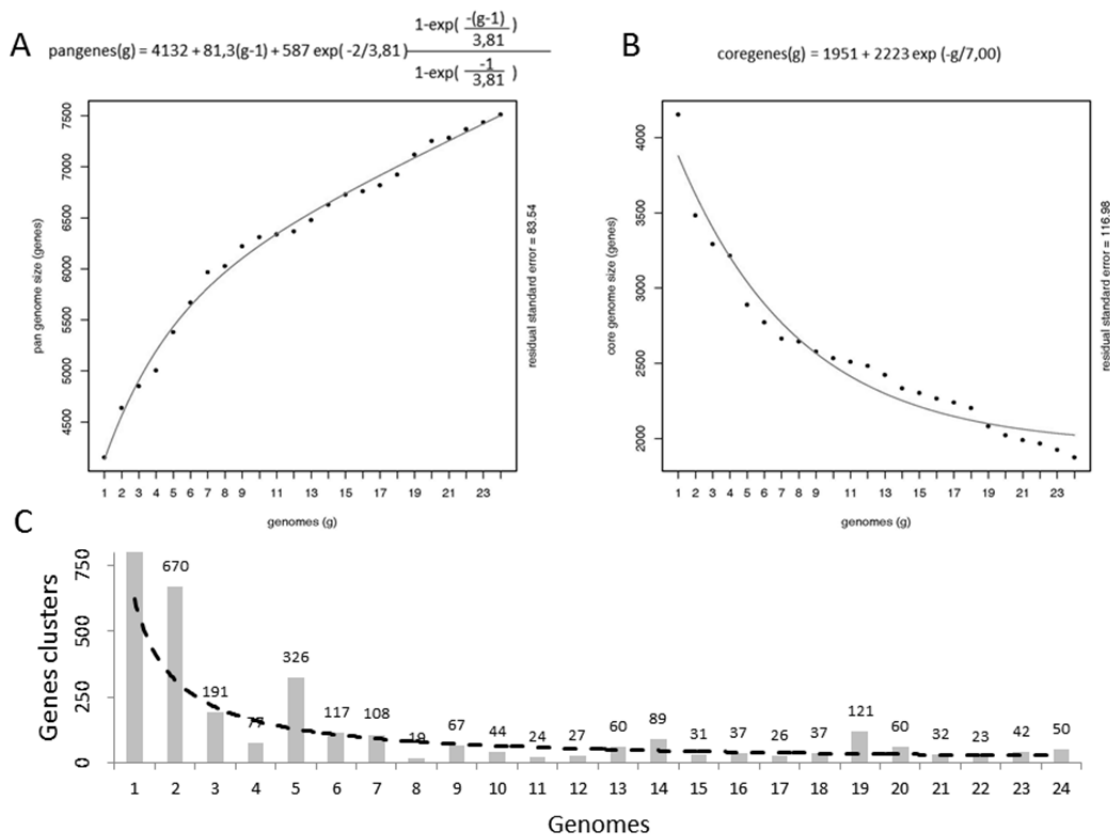 A
pangenes(g) = 4132 + 81,3(g-1) + 587 exp( -2/3,81)
1-exp( -(g-1) / 3,81 )
1-exp( -1 / 3,81 )
pan genome size (genes)
7500
7000
6500
6000
5500
5000
4500
1 2 3 4 5 6 7 8 9 11 13 15 17 19 21 23
genomes (g)
residual standard error = 83.54
B
coregenes(g) = 1951 + 2223 exp (-g/7,00)
core genome size (genes)
4000
3500
3000
2500
2000
1 2 3 4 5 6 7 8 9 11 13 15 17 19 21 23
genomes (g)
residual standard error = 116.98
C
Genes clusters
750
500
250
0
670 191 77 326 117 108 19 67 44 24 27 60 89 31 37 26 37 121 60 32 23 42 50
1 2 3 4 5 6 7 8 9 10 11 12 13 14 15 16 17 18 19 20 21 22 23 24
Genomes